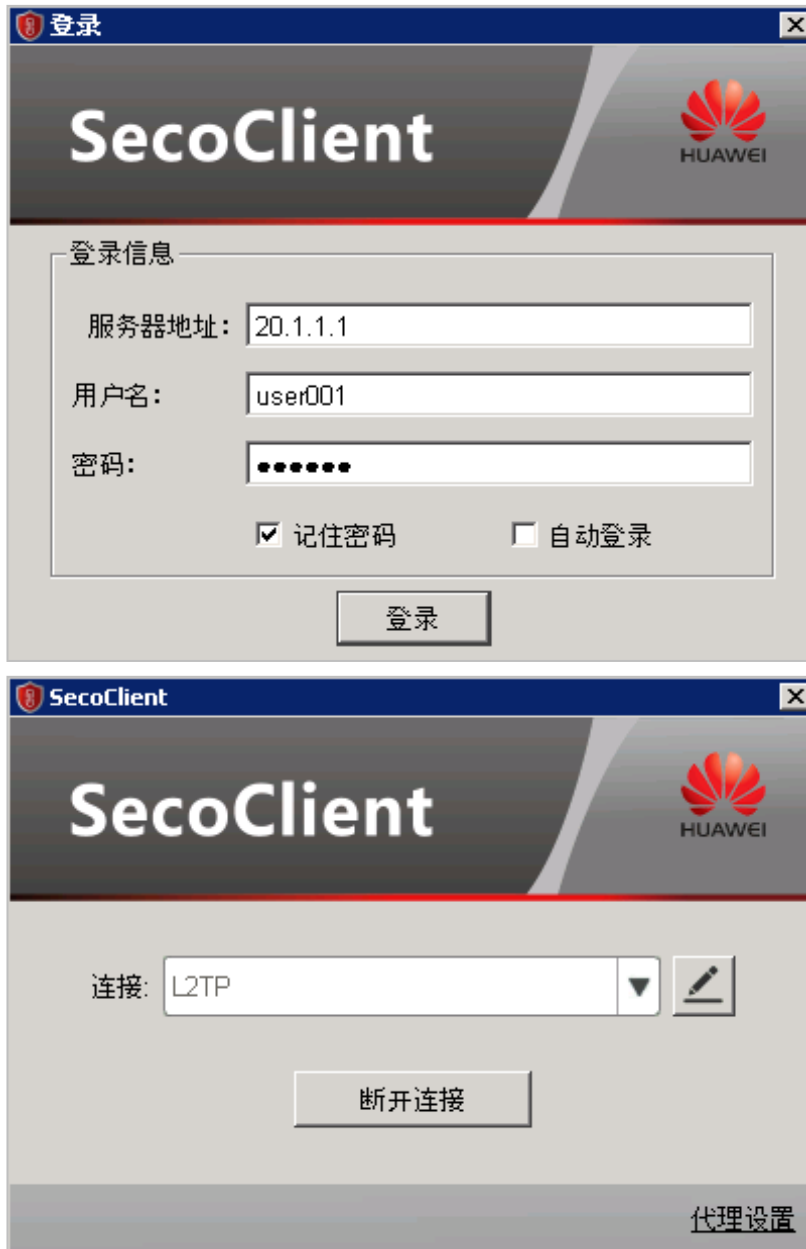 登录
SecoClient
HUAWEI
登录信息
服务器地址: 20.1.1.1
用户名: user001
密码: ●●●●●●
记住密码 自动登录
登录
SecoClient
SecoClient
HUAWEI
连接: L2TP
断开连接
代理设置